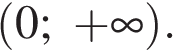 (0; +∞).